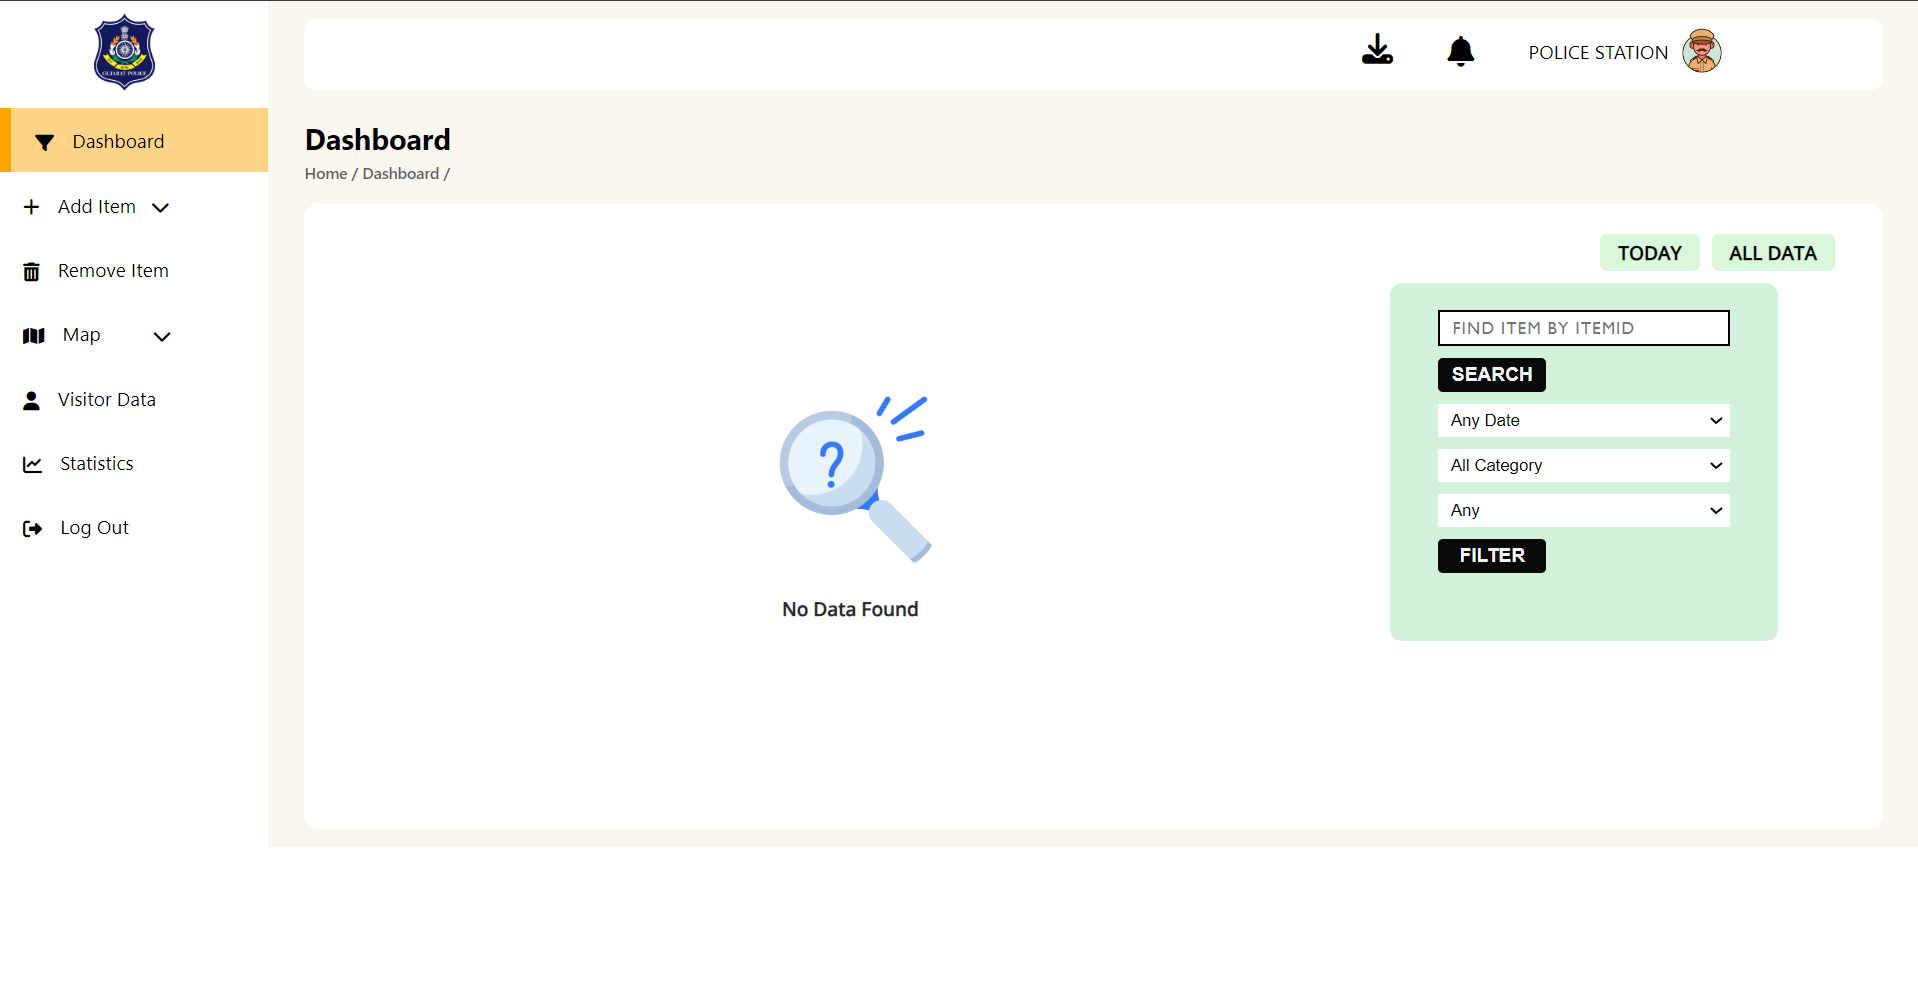 GUJARAT POLICE
POLICE STATION
Dashboard
Add Item
Remove Item
Map
Visitor Data
Statistics
Log Out
Dashboard
Home / Dashboard /
TODAY ALL DATA
FIND ITEM BY ITEMID
SEARCH
Any Date
All Category
Any
FILTER
?
No Data Found